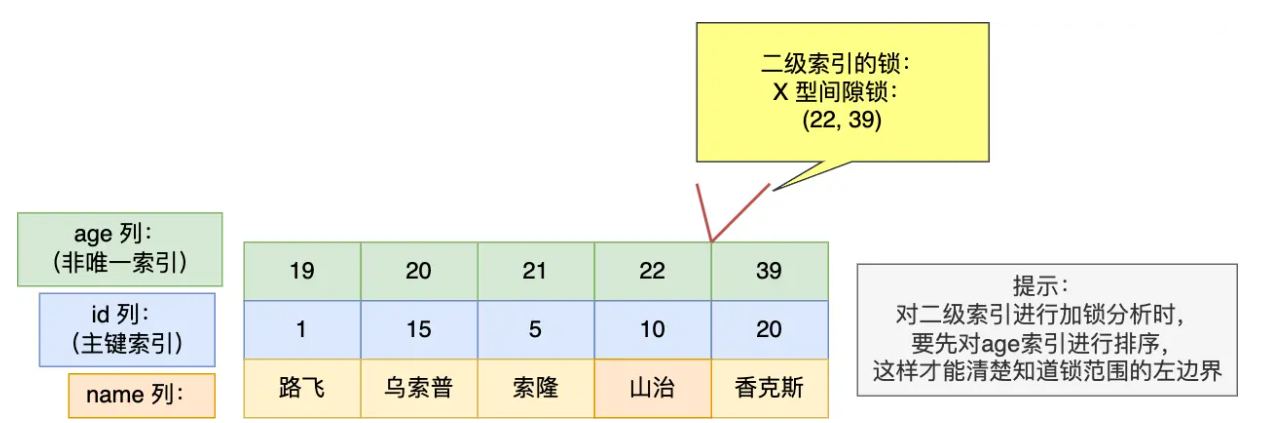 二级索引的锁：
X 型间隙锁：
(22, 39)
age 列：
（非唯一索引）
19 20 21 22 39
id 列：
（主键索引）
1 15 5 10 20
name 列：
路飞 乌索普 索隆 山治 香克斯
提示：
对二级索引进行加锁分析时，
要先对age索引进行排序，
这样才能清楚知道锁范围的左边界